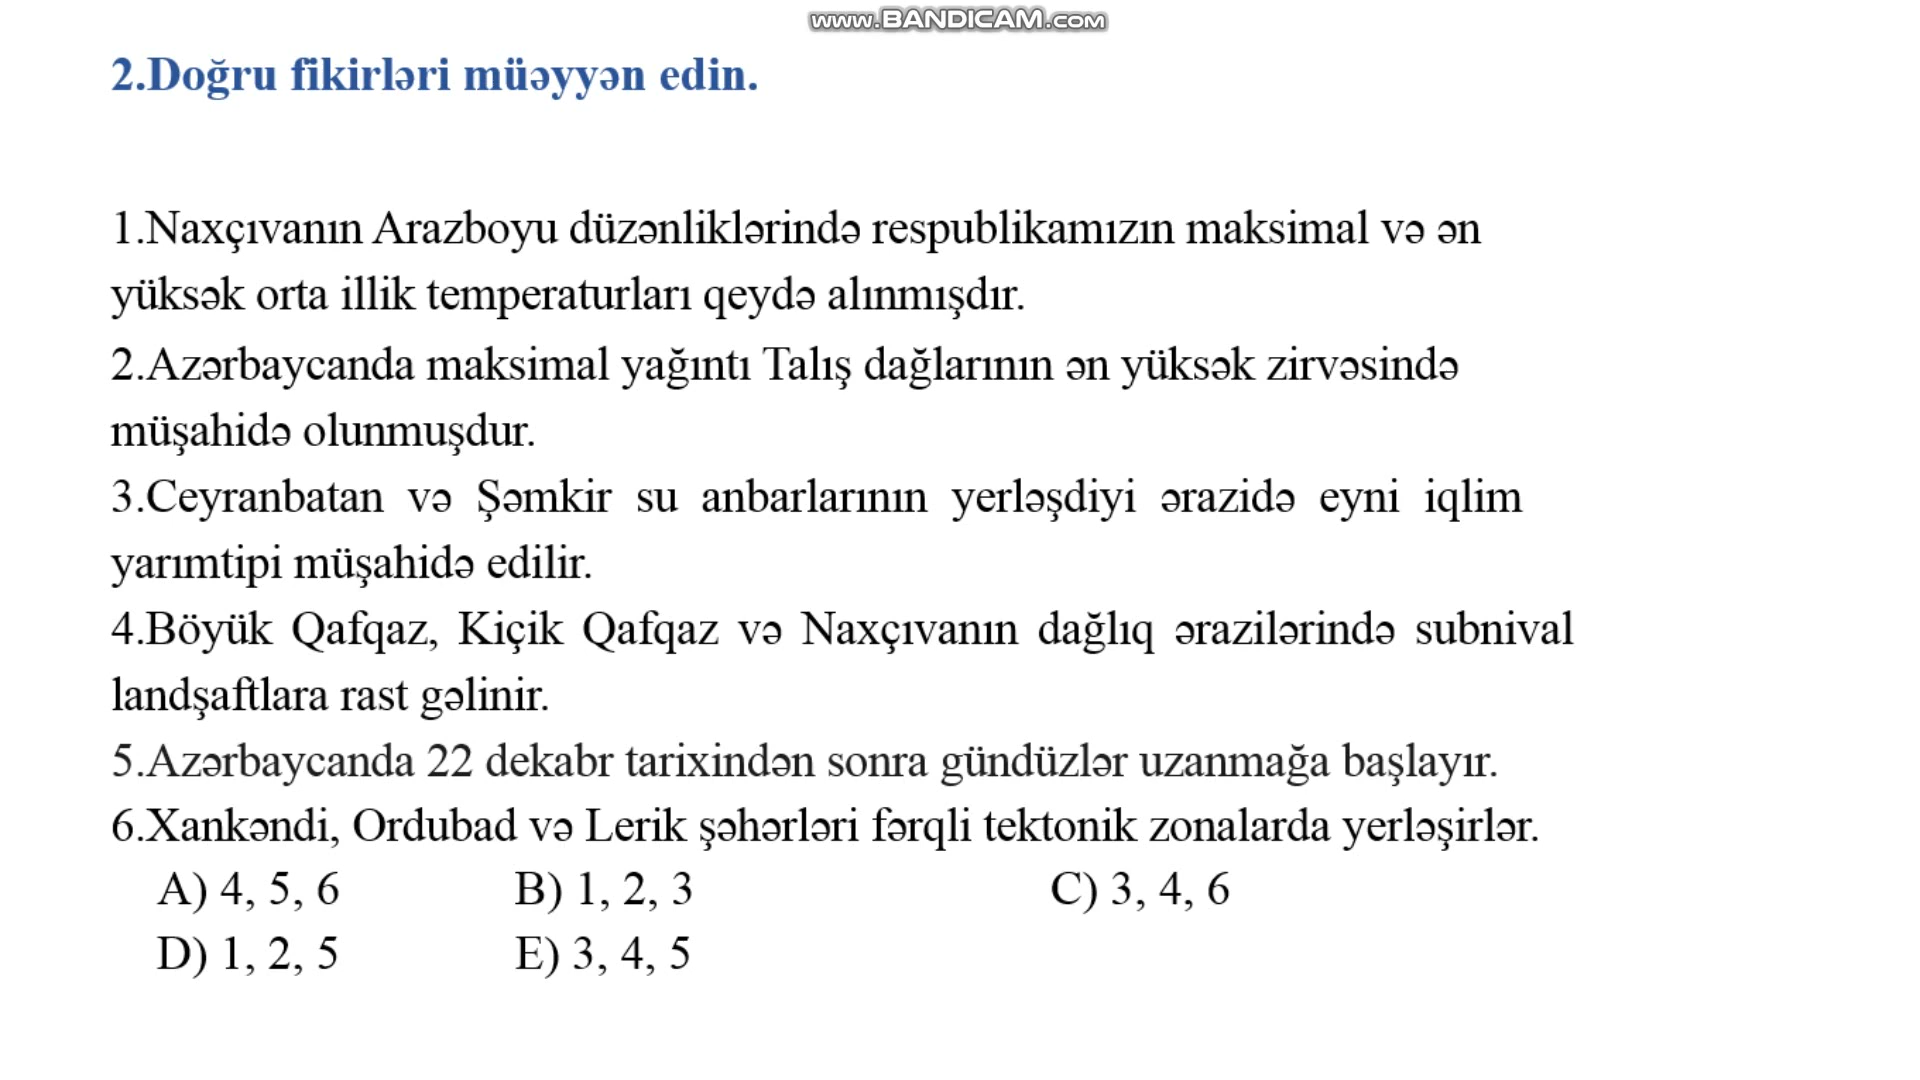 www.BANDICAM.com
2.Doğru fikirləri müəyyən edin.
1.Naxçıvanın Arazboyu düzənliklərində respublikamızın maksimal və ən
yüksək orta illik temperaturları qeydə alınmışdır.
2.Azərbaycanda maksimal yağıntı Talış dağlarının ən yüksək zirvəsində
müşahidə olunmuşdur.
3.Ceyranbatan və Şəmkir su anbarlarının yerləşdiyi ərazidə eyni iqlim
yarımtipi müşahidə edilir.
4.Böyük Qafqaz, Kiçik Qafqaz və Naxçıvanın dağlıq ərazilərində subnival
landşaftlara rast gəlinir.
5.Azərbaycanda 22 dekabr tarixindən sonra gündüzlər uzanmağa başlayır.
6.Xankəndi, Ordubad və Lerik şəhərləri fərqli tektonik zonalarda yerləşirlər.
A) 4, 5, 6 B) 1, 2, 3 C) 3, 4, 6
D) 1, 2, 5 E) 3, 4, 5